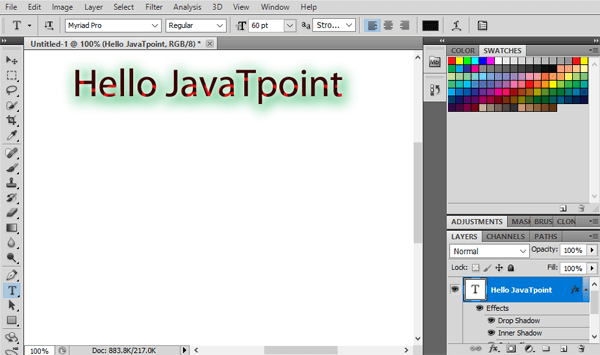 File Edit Image Layer Select Filter Analysis 3D View Window Help
T Myriad Pro Regular T 60 pt aa Stro...
Untitled-1 @ 100% (Hello JavaTpoint, RGB/8) *
Hello JavaTpoint
COLOR SWATCHES
Mb
ADJUSTMENTS MASK BRUS CLON
LAYERS CHANNELS PATHS
Normal Opacity: 100%
Lock: Fill: 100%
T Hello JavaTpoint fx
Effects
Drop Shadow
Inner Shadow
100% Doc: 883.8K/217.0K